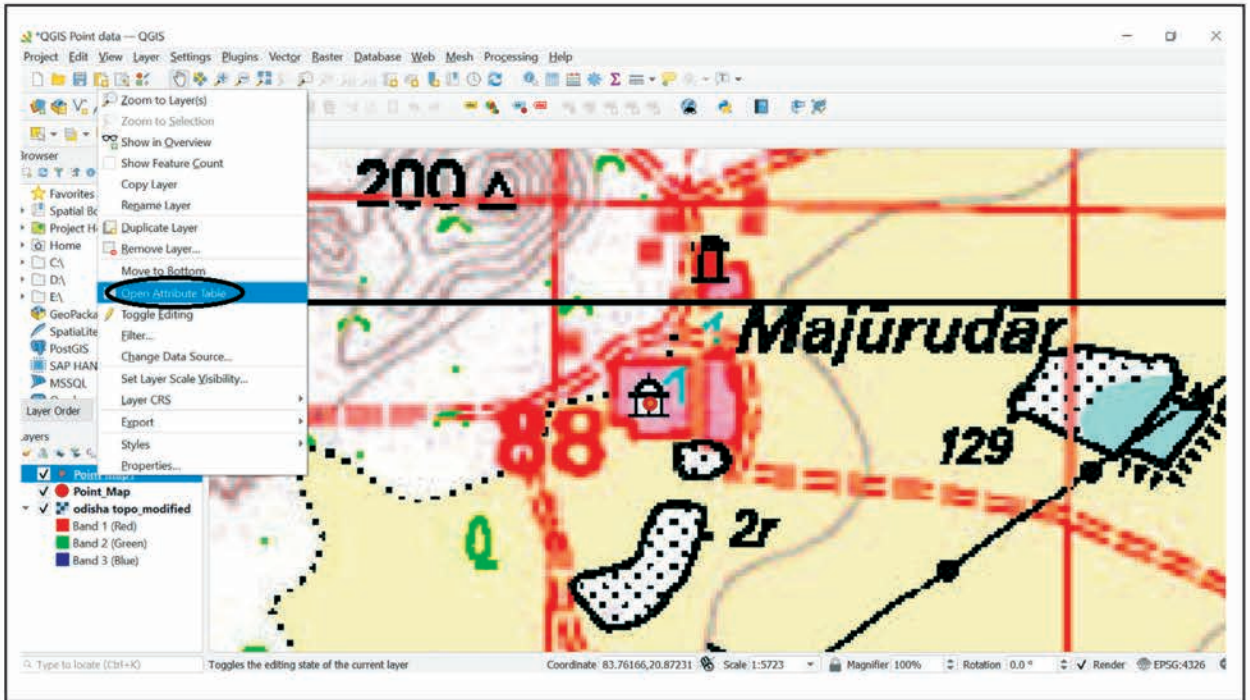 *QGIS Point data — QGIS
Project Edit View Layer Settings Plugins Vector Raster Database Web Mesh Processing Help
Zoom to Layer(s)
Zoom to Selection
Show in Overview
Show Feature Count
Copy Layer
Rename Layer
Duplicate Layer
Remove Layer...
Move to Bottom
Open Attribute Table
Toggle Editing
Filter...
Change Data Source...
Set Layer Scale Visibility...
Layer CRS
Export
Styles
Properties...
Browser
Favorites
Spatial Bo
Project H
Home
C:\
D:\
E:\
GeoPacka
SpatiaLite
PostGIS
SAP HAN
MSSQL
Layer Order
Layers
Point_Map
odisha topo_modified
Band 1 (Red)
Band 2 (Green)
Band 3 (Blue)
200
Majūrudār
88
129
2r
Type to locate (Ctrl+K) Toggles the editing state of the current layer Coordinate 83.76166,20.87231 Scale 1:5723 Magnifier 100% Rotation 0.0 ° Render EPSG:4326